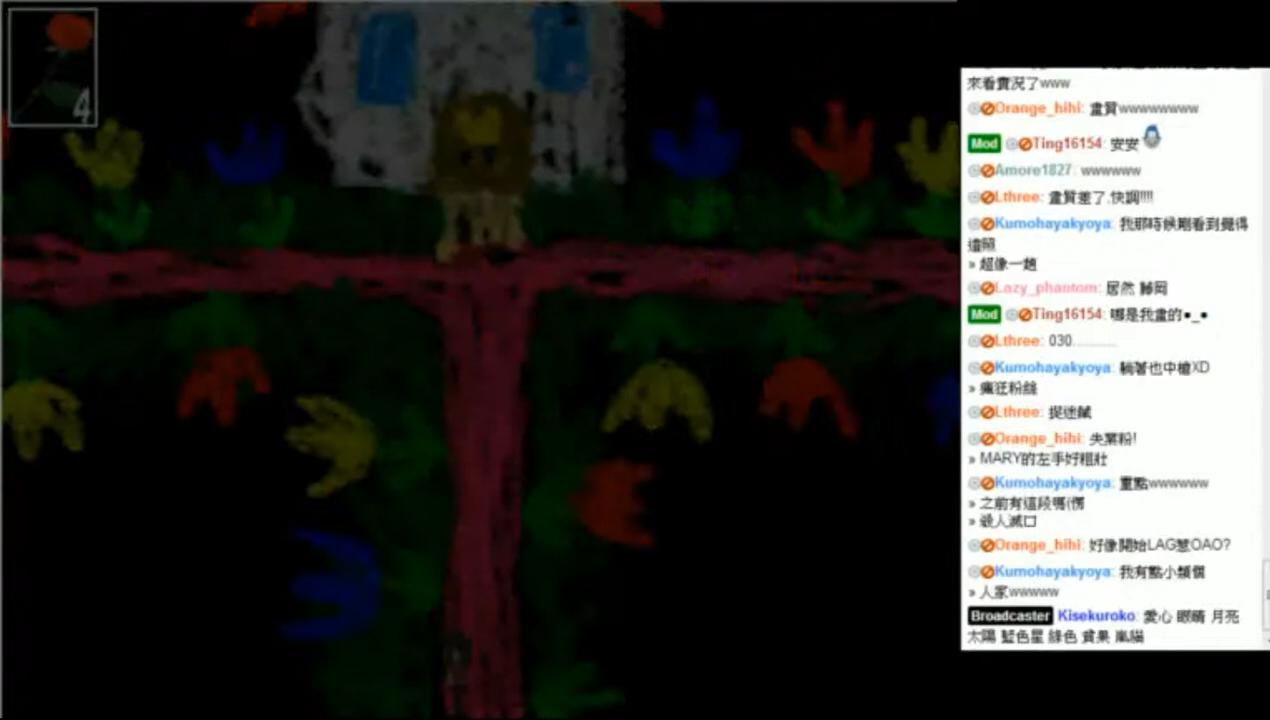 4
來看實況了www
Orange_hihi: 畫質wwwwwwww
Mod Ting16154: 安安
Amore1827: wwwwww
Lthree: 畫質差了,快調!!!!
Kumohayakyoya: 我那時候剛看到覺得
遺照
» 超像一趟
Lazy_phantom: 居然 藤岡
Mod Ting16154: 哪是我畫的●_●
Lthree: 030............
Kumohayakyoya: 躺著也中槍XD
» 瘋狂粉絲
Lthree: 捉迷藏
Orange_hihi: 失業粉!
» MARY的左手好粗壯
Kumohayakyoya: 重點wwwwww
» 之前有這段嗎(愣
» 殺人滅口
Orange_hihi: 好像開始LAG惹OAO?
Kumohayakyoya: 我有點小類個
» 人家wwwww
Broadcaster Kisekuroko: 愛心 眼睛 月亮
太陽 藍色星 綠色 蘋果 嵐貓